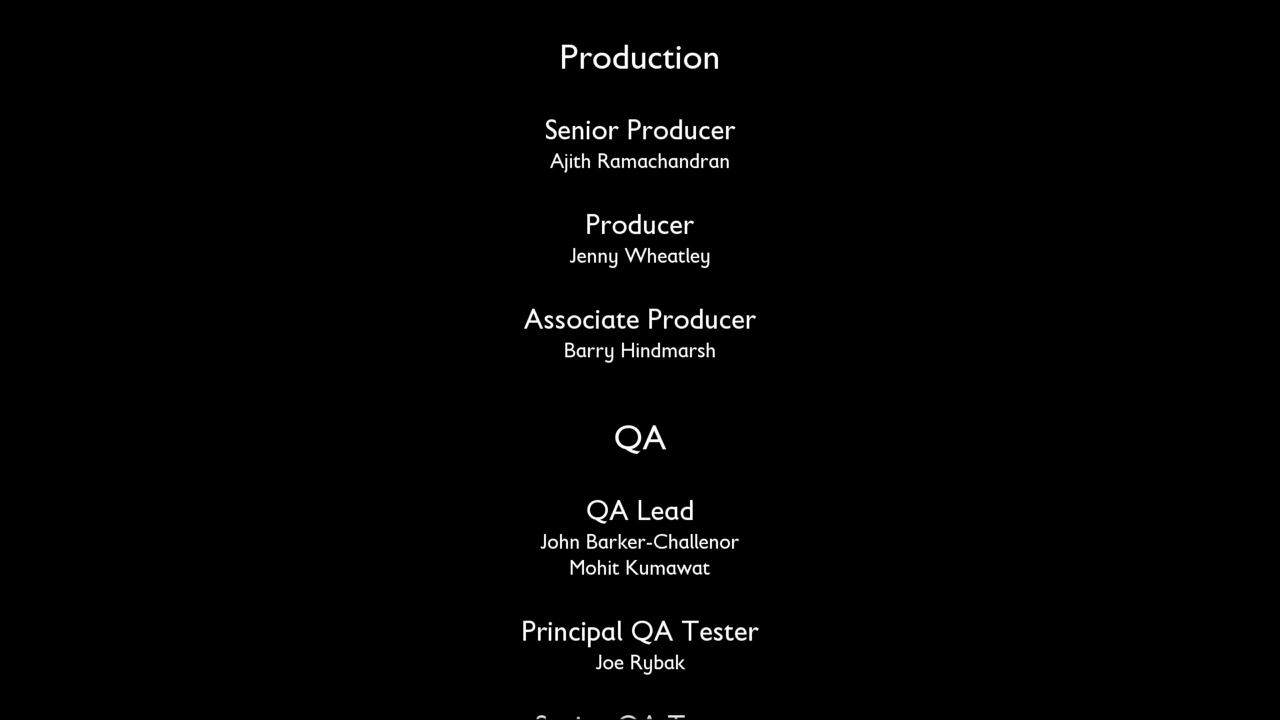 Production
Senior Producer
Ajith Ramachandran
Producer
Jenny Wheatley
Associate Producer
Barry Hindmarsh
QA
QA Lead
John Barker-Challenor
Mohit Kumawat
Principal QA Tester
Joe Rybak